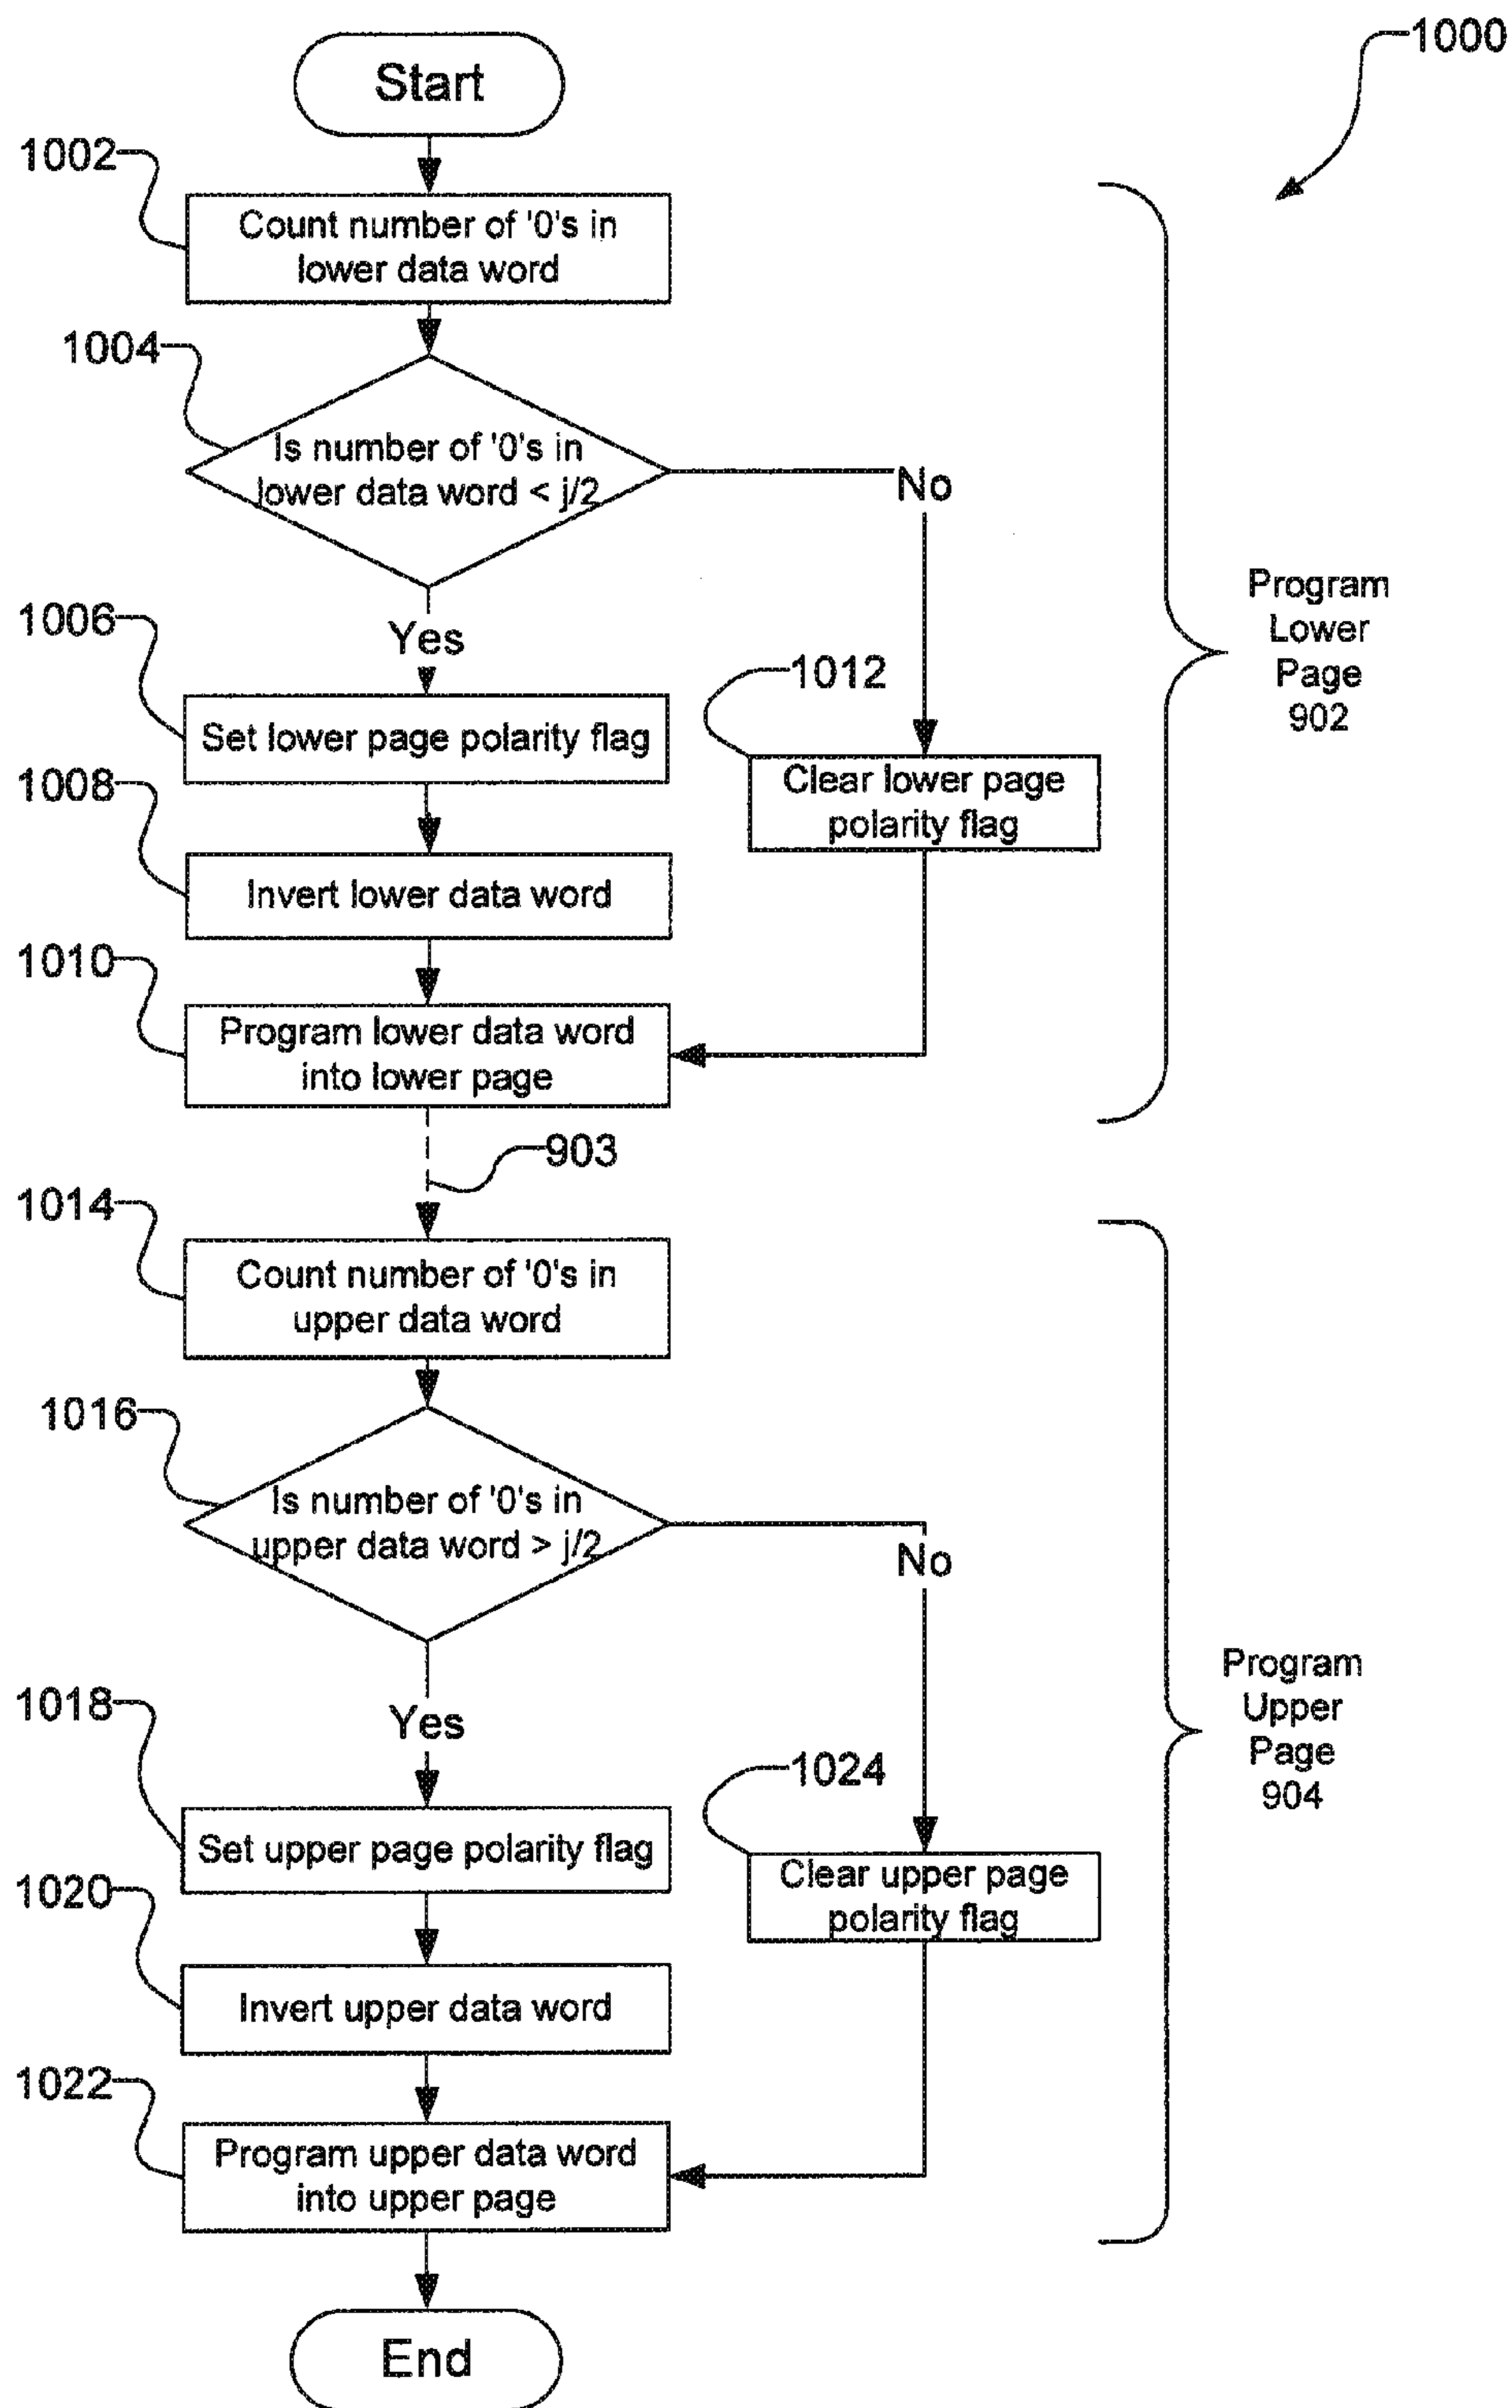 1000
Start
1002
Count number of '0's in
lower data word
1004
Is number of '0's in
lower data word < j/2
No
Yes
Program
Lower
Page
902
1006
Set lower page polarity flag
1012
Clear lower page
polarity flag
1008
Invert lower data word
1010
Program lower data word
into lower page
903
1014
Count number of '0's in
upper data word
1016
Is number of '0's in
upper data word > j/2
No
Yes
Program
Upper
Page
904
1018
Set upper page polarity flag
1024
Clear upper page
polarity flag
1020
Invert upper data word
1022
Program upper data word
into upper page
End